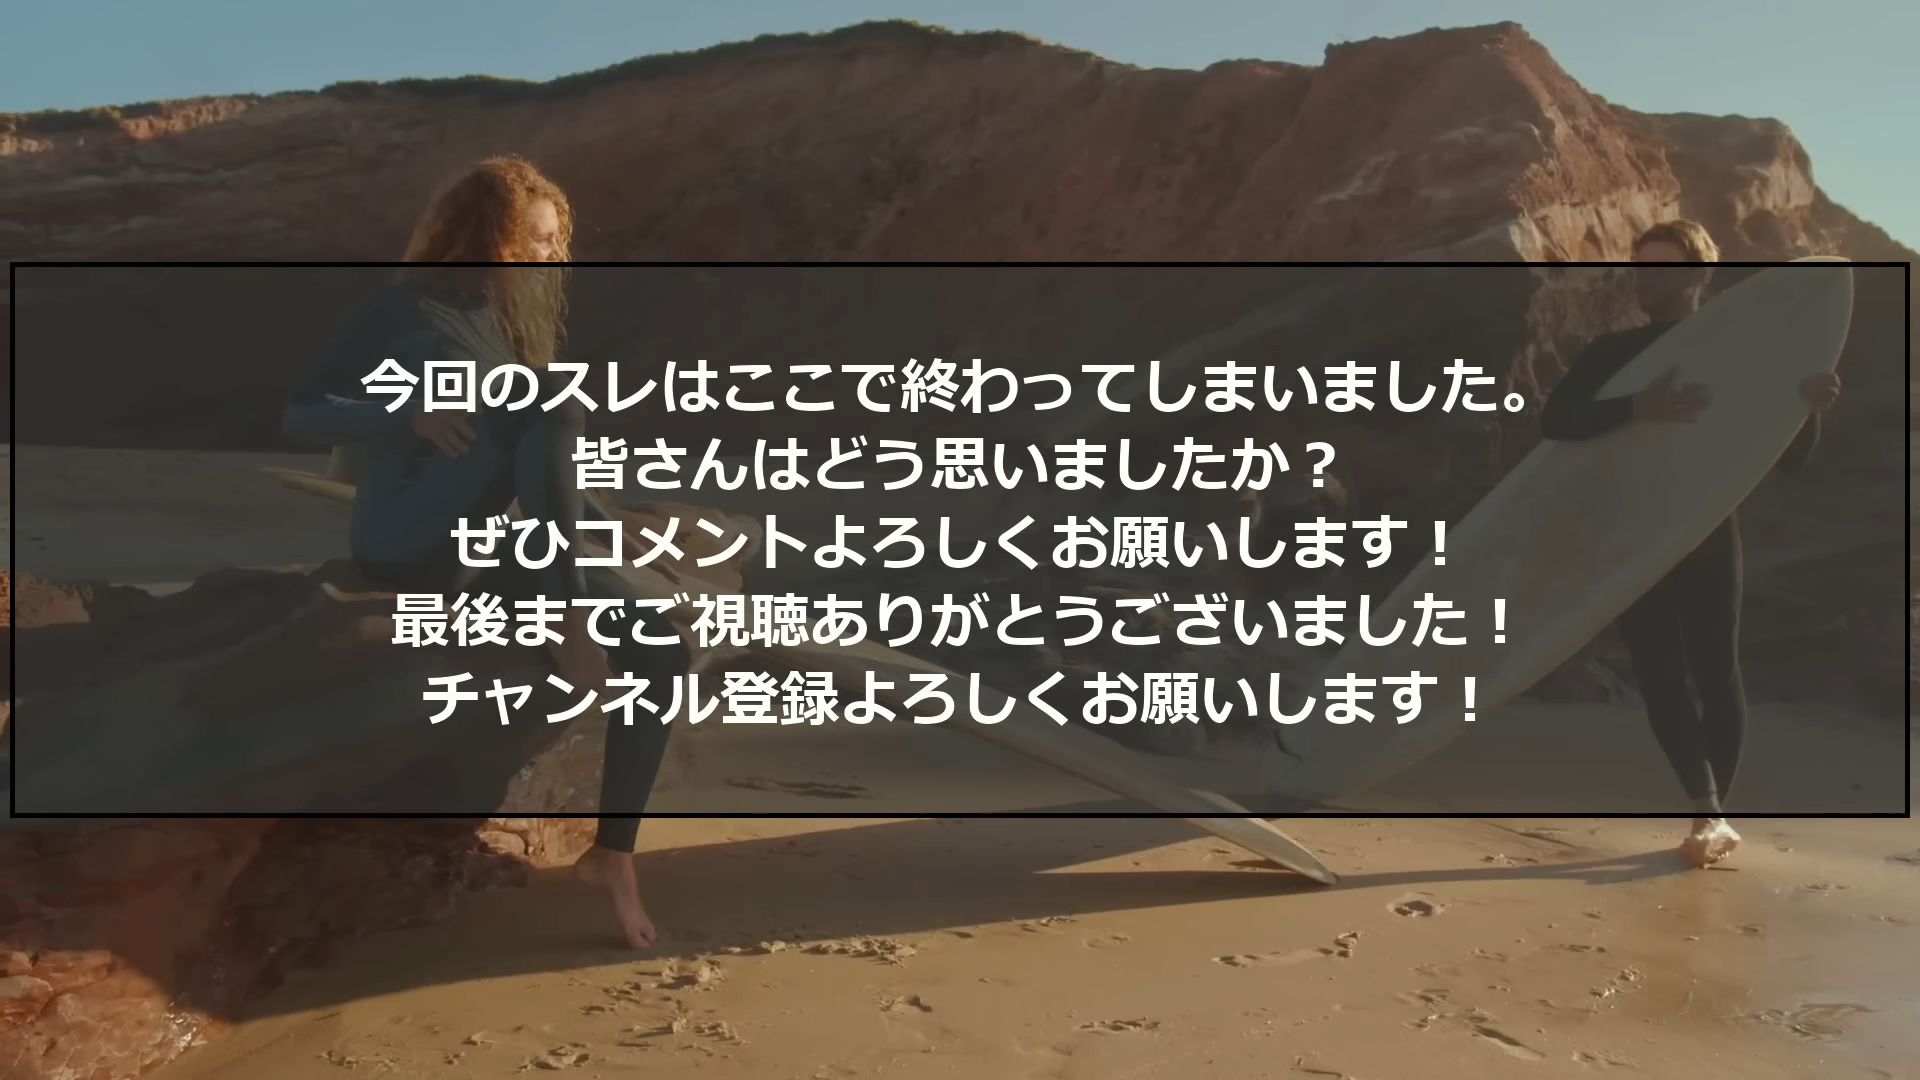 今回のスレはここで終わってしまいました。
皆さんはどう思いましたか？
ぜひコメントよろしくお願いします！
最後までご視聴ありがとうございました！
チャンネル登録よろしくお願いします！